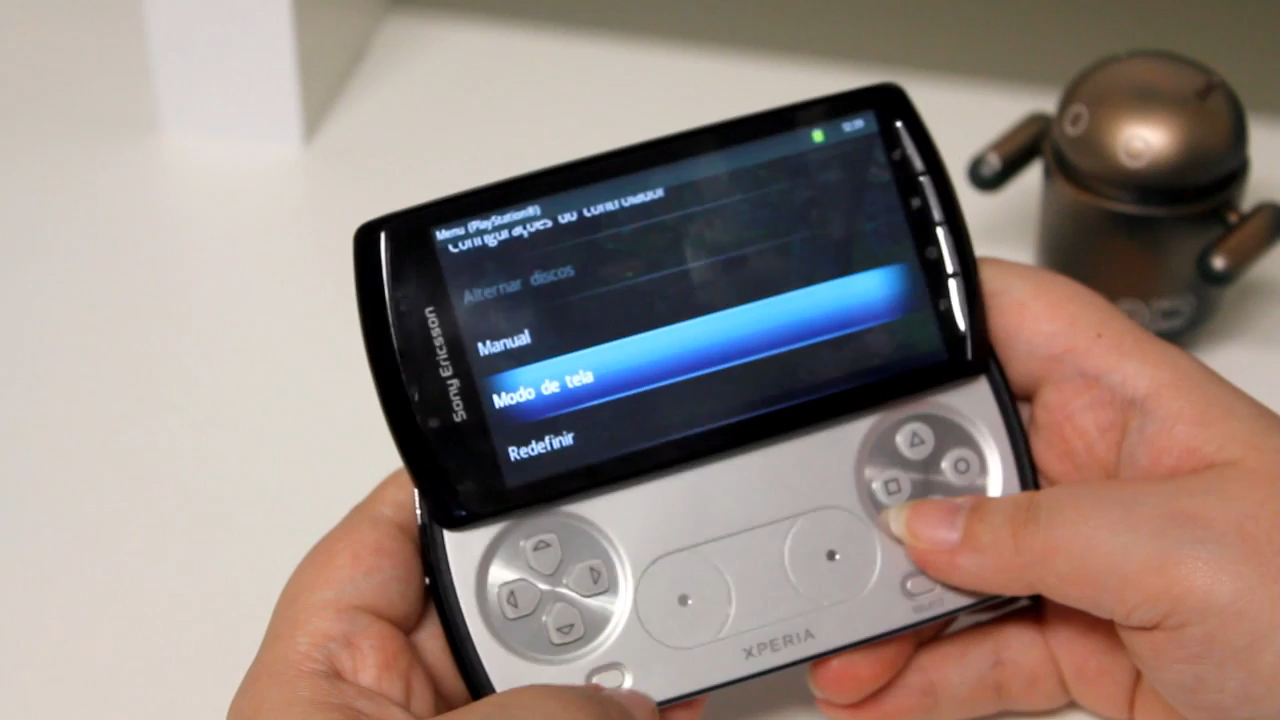 Menu (PlayStation®)
Configurações do controlador
Alternar discos
Manual
Modo de tela
Redefinir
Sony Ericsson
XPERIA